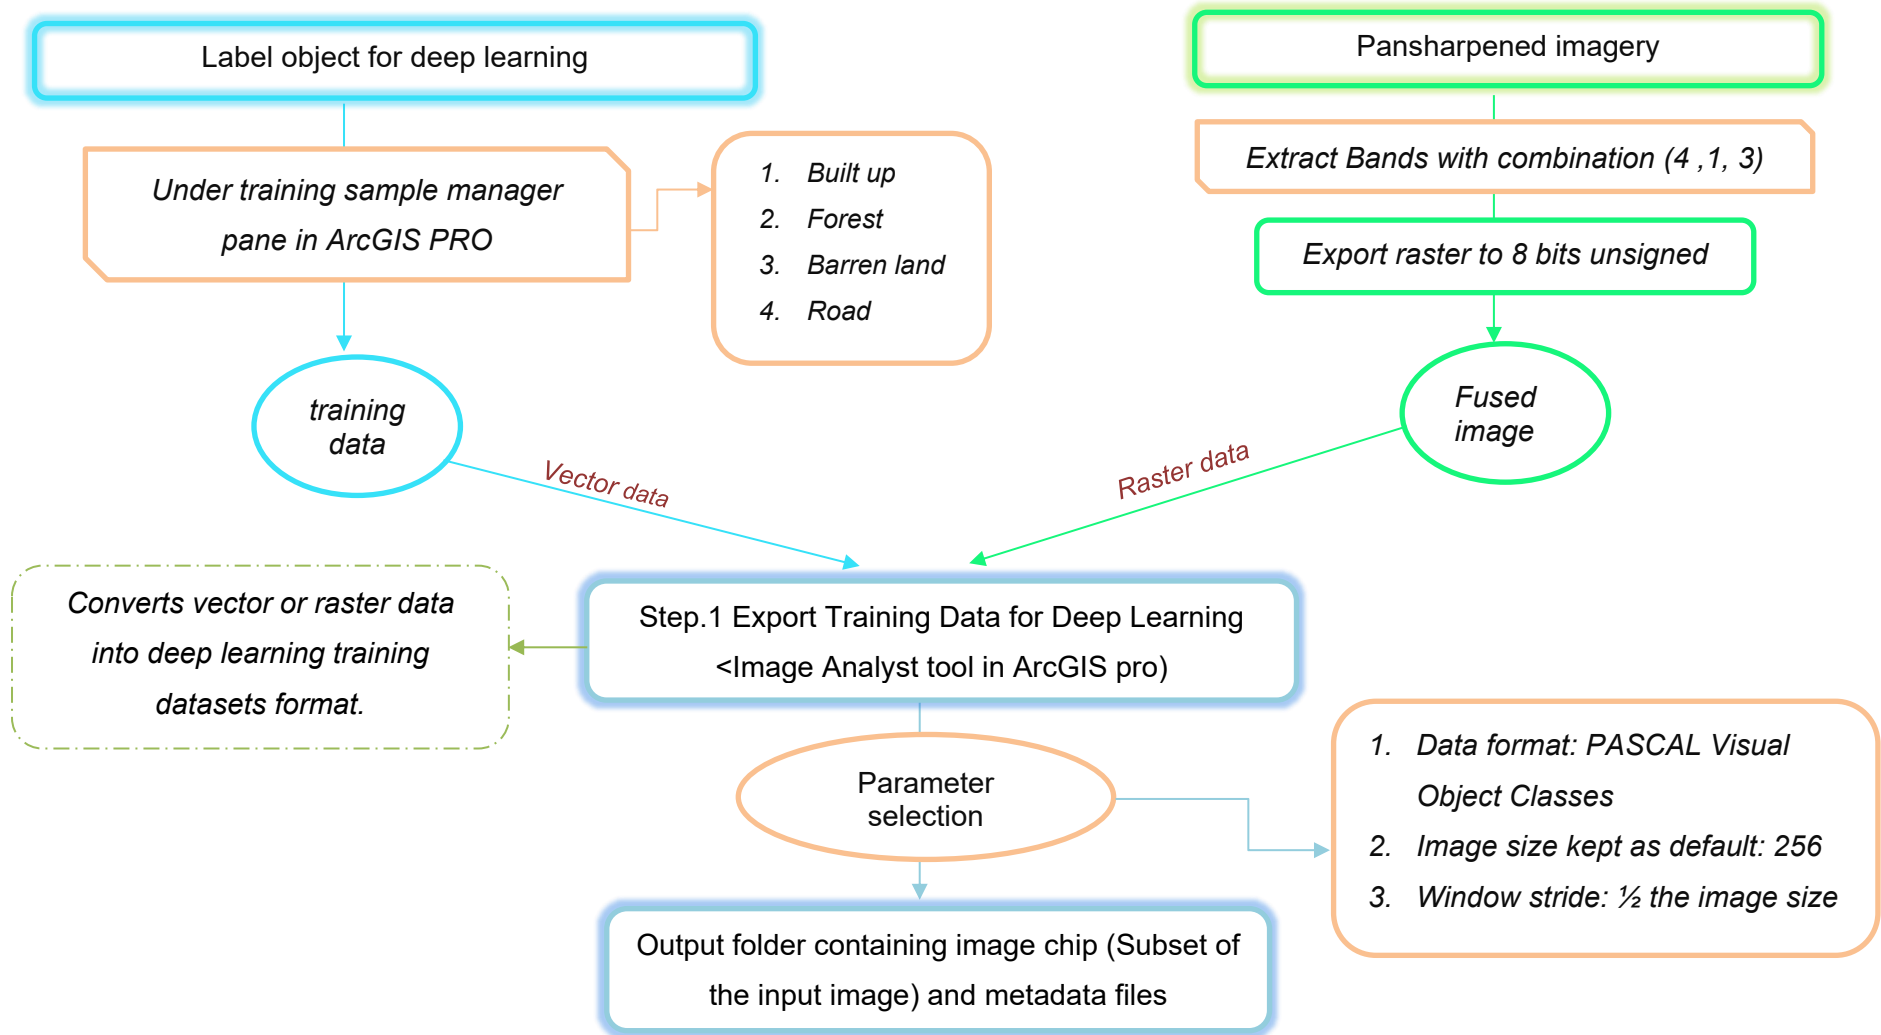 Label object for deep learning
Pansharpened imagery
Under training sample manager
pane in ArcGIS PRO
1. Built up
2. Forest
3. Barren land
4. Road
Extract Bands with combination (4 ,1, 3)
Export raster to 8 bits unsigned
training
data
Fused
image
Vector data
Raster data
Converts vector or raster data
into deep learning training
datasets format.
Step.1 Export Training Data for Deep Learning
<Image Analyst tool in ArcGIS pro)
Parameter
selection
1. Data format: PASCAL Visual
Object Classes
2. Image size kept as default: 256
3. Window stride: ½ the image size
Output folder containing image chip (Subset of
the input image) and metadata files